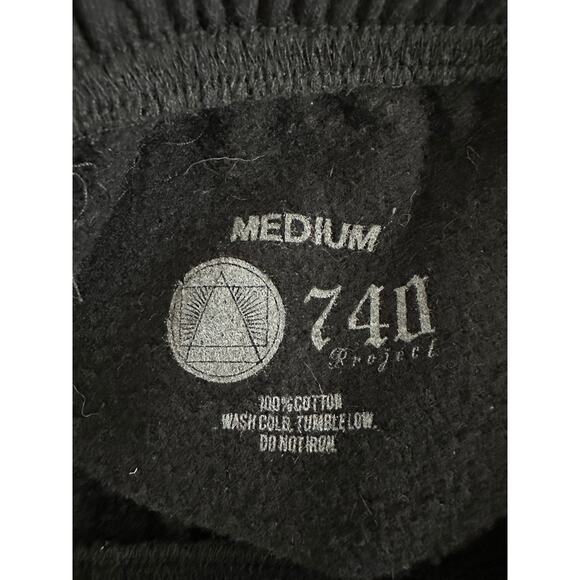 MEDIUM
740
Project
100% COTTON
WASH COLD. TUMBLE LOW.
DO NOT IRON.